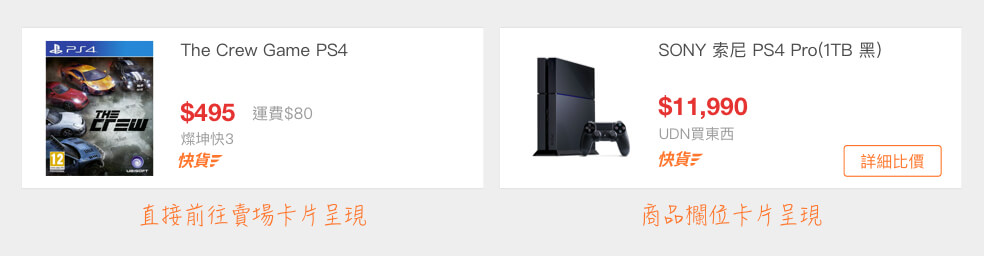 PS4
THE CREW
12
UBISOFT
The Crew Game PS4
$495 運費$80
燦坤快3
快貨
直接前往賣場卡片呈現
SONY 索尼 PS4 Pro(1TB 黑)
$11,990
UDN買東西
快貨
詳細比價
商品欄位卡片呈現